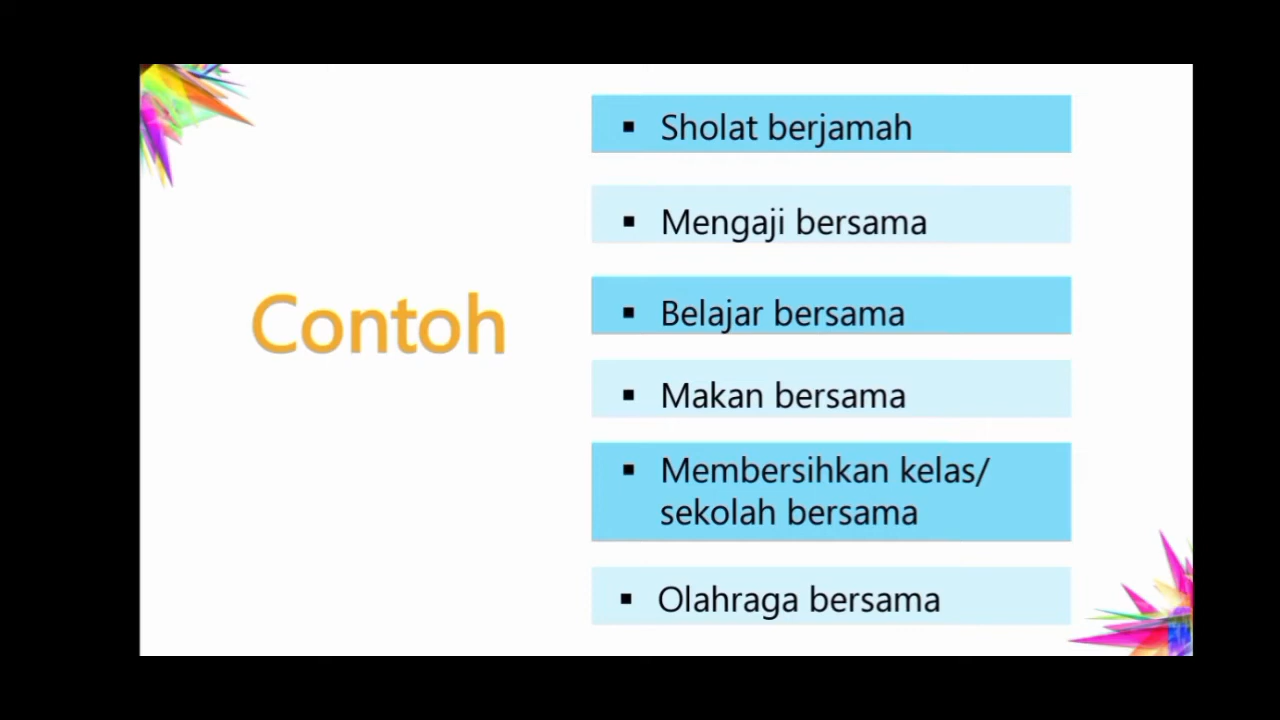 Contoh
▪ Sholat berjamah
▪ Mengaji bersama
▪ Belajar bersama
▪ Makan bersama
▪ Membersihkan kelas/
sekolah bersama
▪ Olahraga bersama